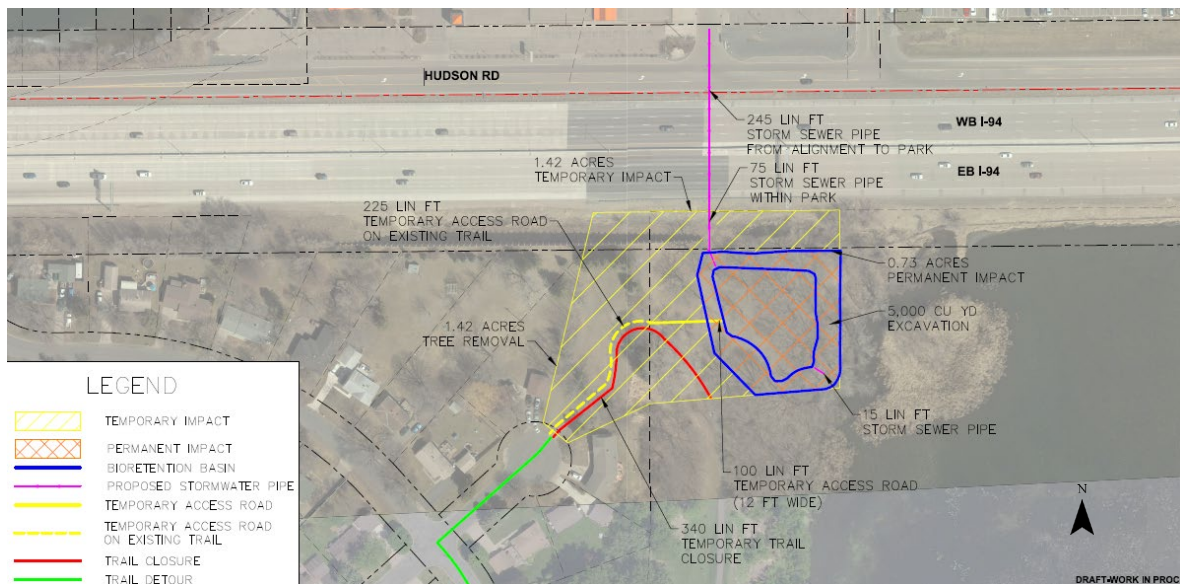 HUDSON RD
WB I-94
EB I-94
245 LIN FT
STORM SEWER PIPE
FROM ALIGNMENT TO PARK
1.42 ACRES
TEMPORARY IMPACT
75 LIN FT
STORM SEWER PIPE
WITHIN PARK
225 LIN FT
TEMPORARY ACCESS ROAD
ON EXISTING TRAIL
0.73 ACRES
PERMANENT IMPACT
5,000 CU YD
EXCAVATION
1.42 ACRES
TREE REMOVAL
15 LIN FT
STORM SEWER PIPE
100 LIN FT
TEMPORARY ACCESS ROAD
(12 FT WIDE)
340 LIN FT
TEMPORARY TRAIL
CLOSURE
LEGEND
TEMPORARY IMPACT
PERMANENT IMPACT
BIORETENTION BASIN
PROPOSED STORMWATER PIPE
TEMPORARY ACCESS ROAD
TEMPORARY ACCESS ROAD
ON EXISTING TRAIL
TRAIL CLOSURE
TRAIL DETOUR
N
DRAFT-WORK IN PROC